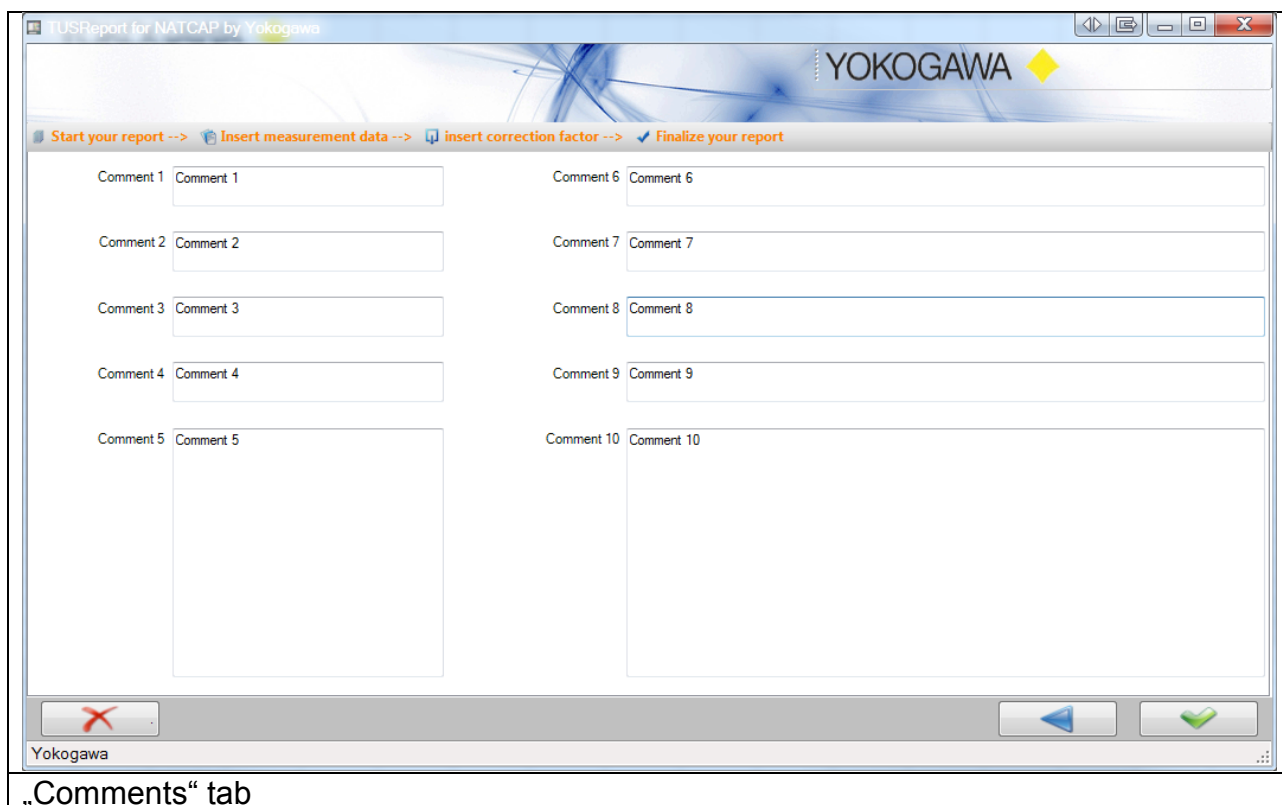 TUSReport for NATCAP by Yokogawa
YOKOGAWA
Start your report --> Insert measurement data --> insert correction factor --> Finalize your report
Comment 1 Comment 1 Comment 6 Comment 6
Comment 2 Comment 2 Comment 7 Comment 7
Comment 3 Comment 3 Comment 8 Comment 8
Comment 4 Comment 4 Comment 9 Comment 9
Comment 5 Comment 5 Comment 10 Comment 10
Yokogawa
„Comments“ tab